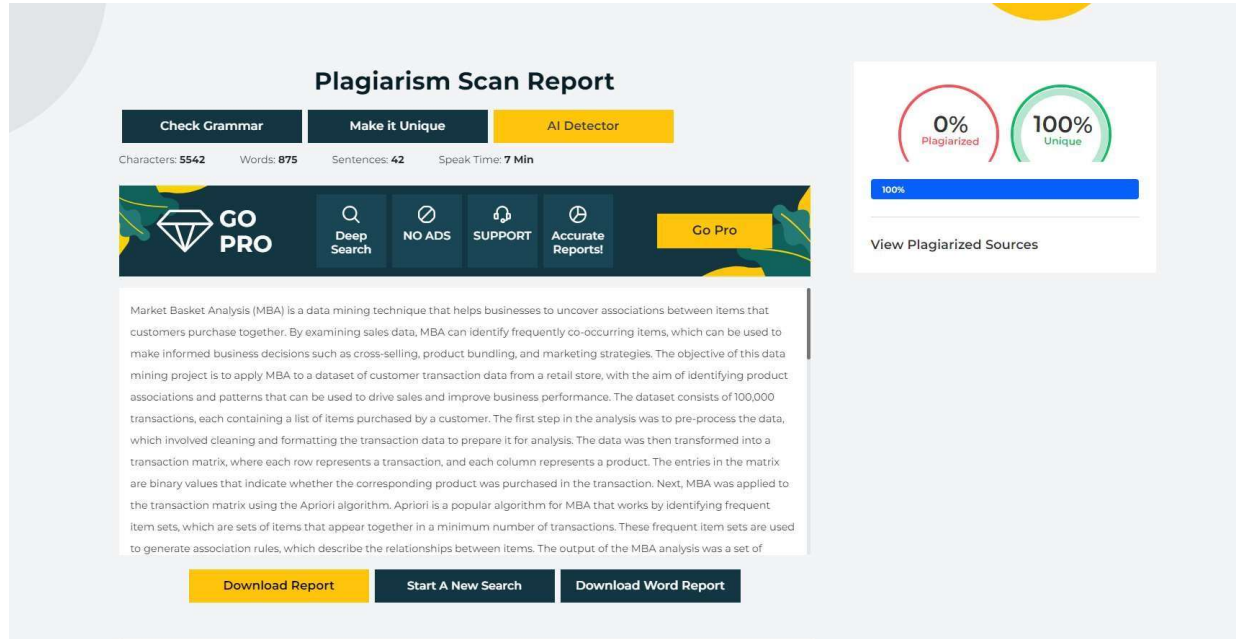 Plagiarism Scan Report
Check Grammar
Make it Unique
AI Detector
Characters: 5542 Words: 875 Sentences: 42 Speak Time: 7 Min
GO PRO
Deep Search
NO ADS
SUPPORT
Accurate Reports!
Go Pro
Market Basket Analysis (MBA) is a data mining technique that helps businesses to uncover associations between items that
customers purchase together. By examining sales data, MBA can identify frequently co-occurring items, which can be used to
make informed business decisions such as cross-selling, product bundling, and marketing strategies. The objective of this data
mining project is to apply MBA to a dataset of customer transaction data from a retail store, with the aim of identifying product
associations and patterns that can be used to drive sales and improve business performance. The dataset consists of 100,000
transactions, each containing a list of items purchased by a customer. The first step in the analysis was to pre-process the data,
which involved cleaning and formatting the transaction data to prepare it for analysis. The data was then transformed into a
transaction matrix, where each row represents a transaction, and each column represents a product. The entries in the matrix
are binary values that indicate whether the corresponding product was purchased in the transaction. Next, MBA was applied to
the transaction matrix using the Apriori algorithm. Apriori is a popular algorithm for MBA that works by identifying frequent
item sets, which are sets of items that appear together in a minimum number of transactions. These frequent item sets are used
to generate association rules, which describe the relationships between items. The output of the MBA analysis was a set of
Download Report
Start A New Search
Download Word Report
0%
Plagiarized
100%
Unique
100%
View Plagiarized Sources